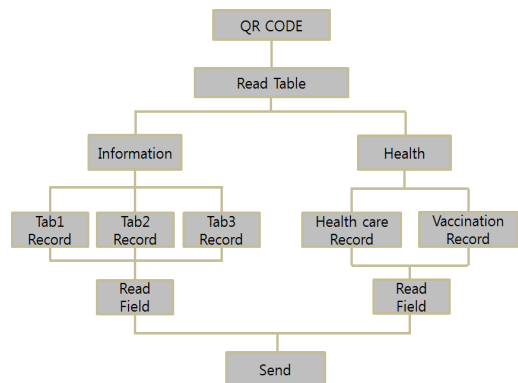 QR CODE
Read Table
Information
Health
Tab1
Record
Tab2
Record
Tab3
Record
Health care
Record
Vaccination
Record
Read
Field
Read
Field
Send